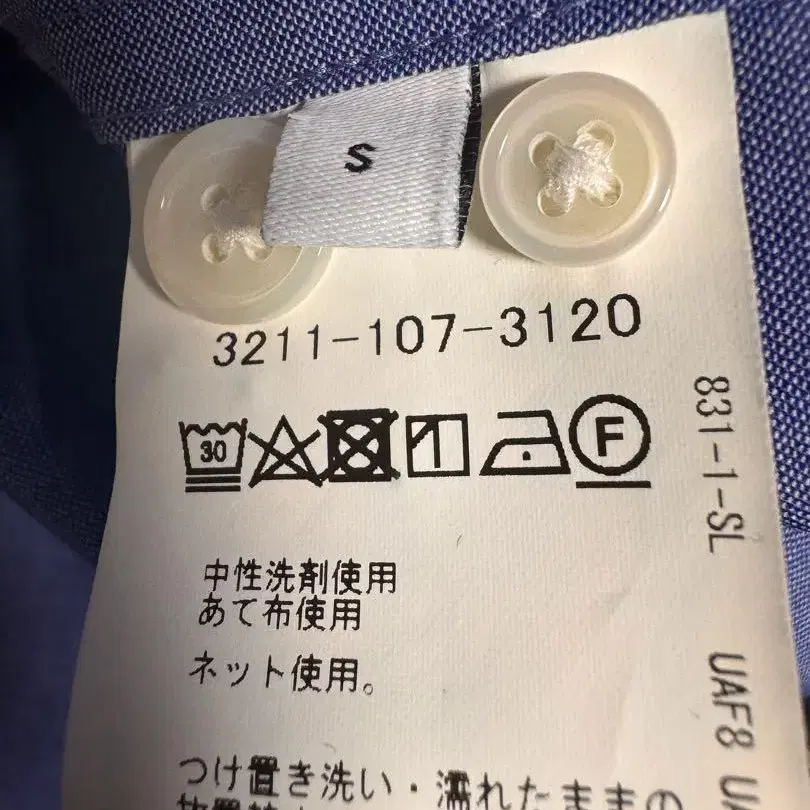 S
3211-107-3120
30
F
中性洗剤使用
あて布使用
ネット使用。
つけ置き洗い・濡れたままの
831-1-SL
UAF8